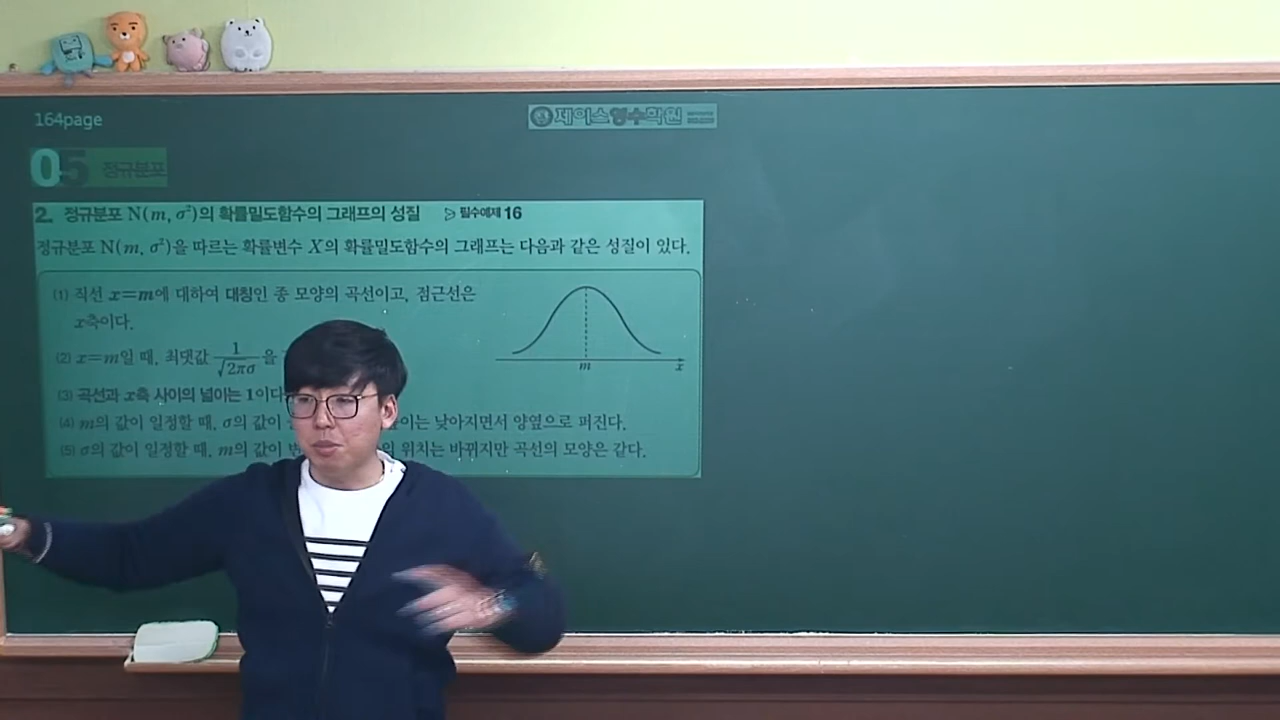 164page
제이스영수학원
05 정규분포
2. 정규분포 N(m, σ²)의 확률밀도함수의 그래프의 성질 ▷ 필수예제 16
정규분포 N(m, σ²)을 따르는 확률변수 X의 확률밀도함수의 그래프는 다음과 같은 성질이 있다.
(1) 직선 x=m에 대하여 대칭인 종 모양의 곡선이고, 점근선은
x축이다.
(2) x=m일 때, 최댓값 1/√2πσ 을
m x
(3) 곡선과 x축 사이의 넓이는 1이다
(4) m의 값이 일정할 때, σ의 값이 이는 낮아지면서 양옆으로 퍼진다.
(5) σ의 값이 일정할 때, m의 값이 의 위치는 바뀌지만 곡선의 모양은 같다.